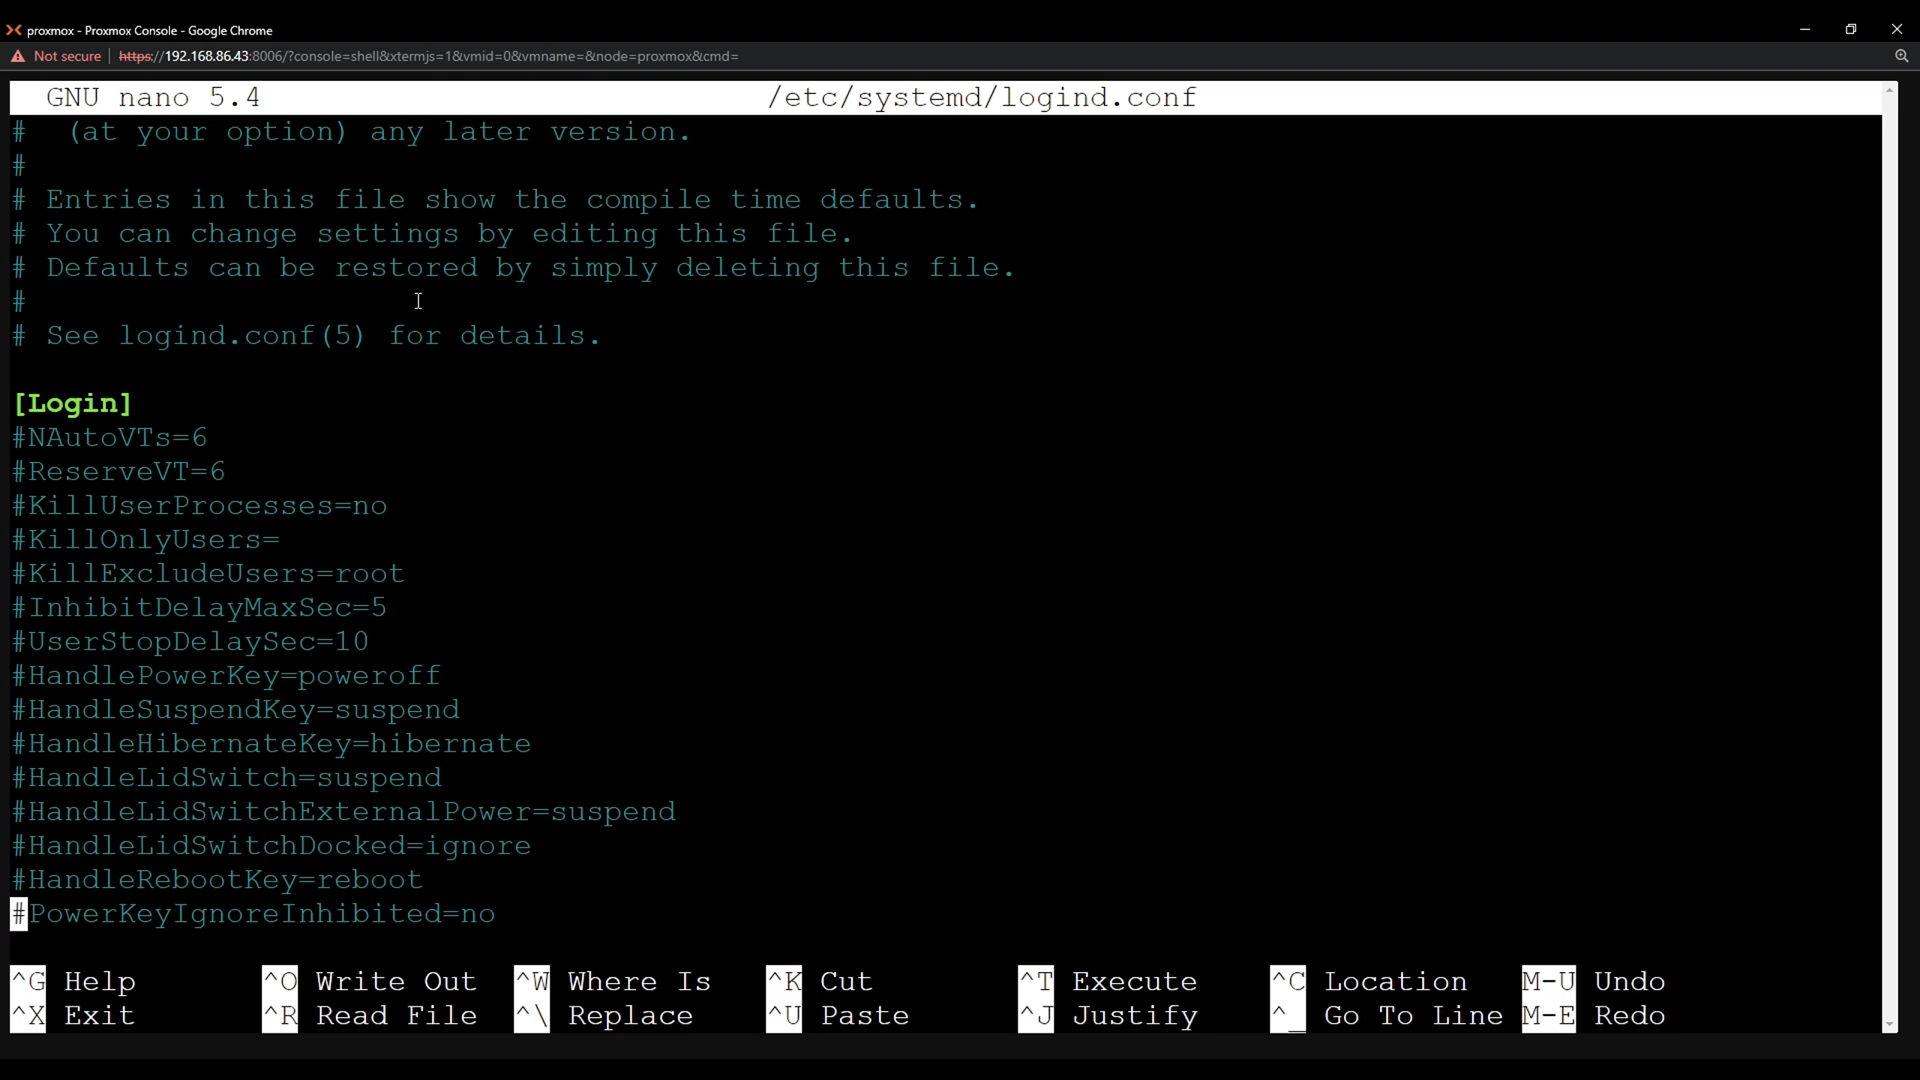 proxmox - Proxmox Console - Google Chrome
Not secure | https://192.168.86.43:8006/?console=shell&xtermjs=1&vmid=0&vmname=&node=proxmox&cmd=
GNU nano 5.4 /etc/systemd/logind.conf
#  (at your option) any later version.
#
# Entries in this file show the compile time defaults.
# You can change settings by editing this file.
# Defaults can be restored by simply deleting this file.
#
# See logind.conf(5) for details.
[Login]
#NAutoVTs=6
#ReserveVT=6
#KillUserProcesses=no
#KillOnlyUsers=
#KillExcludeUsers=root
#InhibitDelayMaxSec=5
#UserStopDelaySec=10
#HandlePowerKey=poweroff
#HandleSuspendKey=suspend
#HandleHibernateKey=hibernate
#HandleLidSwitch=suspend
#HandleLidSwitchExternalPower=suspend
#HandleLidSwitchDocked=ignore
#HandleRebootKey=reboot
#PowerKeyIgnoreInhibited=no
^G Help ^O Write Out ^W Where Is ^K Cut ^T Execute ^C Location M-U Undo
^X Exit ^R Read File ^\ Replace ^U Paste ^J Justify ^_ Go To Line M-E Redo